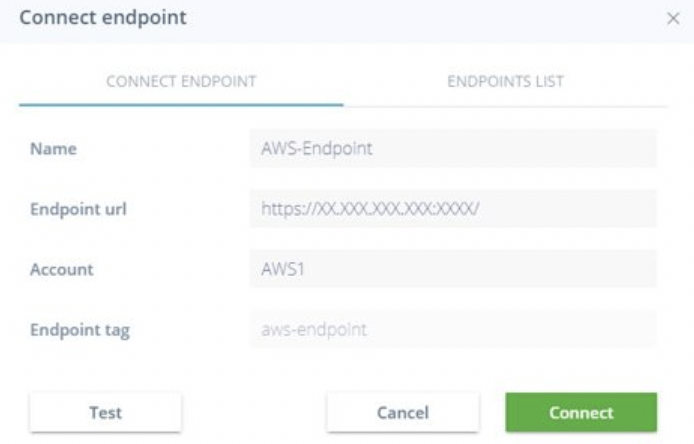 Connect endpoint ×
CONNECT ENDPOINT ENDPOINTS LIST
Name AWS-Endpoint
Endpoint url https://XX.XXX.XXX.XXX:XXXX/
Account AWS1
Endpoint tag aws-endpoint
Test Cancel Connect